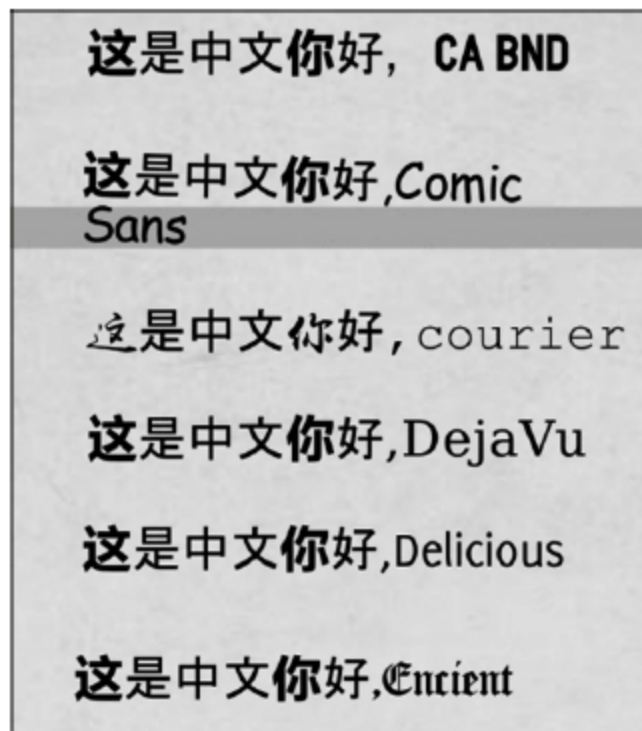 这是中文你好, CA BND
这是中文你好,Comic
Sans
这是中文你好,courier
这是中文你好,DejaVu
这是中文你好,Delicious
这是中文你好,Encient